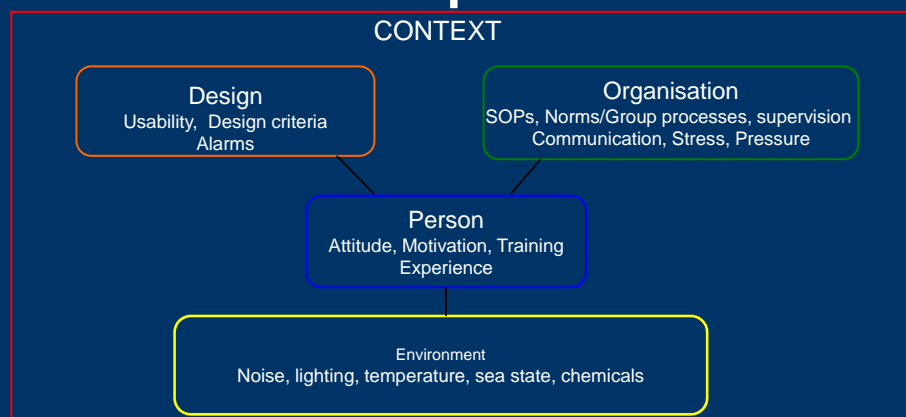 CONTEXT
Design
Usability, Design criteria
Alarms
Organisation
SOPs, Norms/Group processes, supervision
Communication, Stress, Pressure
Person
Attitude, Motivation, Training
Experience
Environment
Noise, lighting, temperature, sea state, chemicals